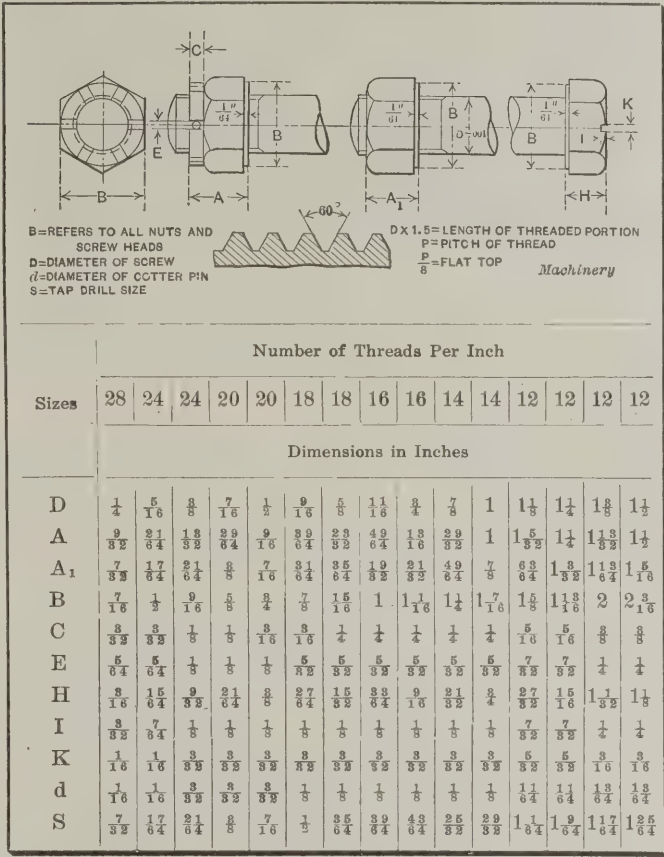 C
K
1" 64
B
E
B
A
1" 64
B
D-.001
A₁
1" 64
B
I
H
60°
B=REFERS TO ALL NUTS AND
SCREW HEADS
D=DIAMETER OF SCREW
d=DIAMETER OF COTTER PIN
S=TAP DRILL SIZE
D X 1.5= LENGTH OF THREADED PORTION
P=PITCH OF THREAD
P/8=FLAT TOP
Machinery
Number of Threads Per Inch
Sizes 28 24 24 20 20 18 18 16 16 14 14 12 12 12 12
Dimensions in Inches
D 1/4 5/16 3/8 7/16 1/2 9/16 5/8 11/16 3/4 7/8 1 1 1/8 1 1/4 1 3/8 1 1/2
A 9/32 21/64 13/32 29/64 9/16 39/64 23/32 49/64 13/16 29/32 1 1 5/32 1 1/4 1 13/32 1 1/2
A₁ 7/32 17/64 21/64 3/8 7/16 31/64 35/64 19/32 21/32 49/64 7/8 63/64 1 3/32 1 13/64 1 5/16
B 7/16 1/2 9/16 5/8 3/4 7/8 15/16 1 1 1/16 1 1/4 1 7/16 1 5/8 1 13/16 2 2 3/16
C 3/32 3/32 1/8 1/8 3/16 3/16 1/4 1/4 1/4 1/4 1/4 5/16 5/16 3/8 3/8
E 5/64 5/64 1/8 1/8 1/8 5/32 5/32 5/32 5/32 5/32 5/32 7/32 7/32 1/4 1/4
H 3/16 15/64 9/32 21/64 3/8 27/64 15/32 33/64 9/16 21/32 3/4 27/32 15/16 1 1/32 1 1/8
I 3/32 7/64 1/8 1/8 1/8 1/8 1/8 1/8 1/8 1/8 1/8 7/32 7/32 1/4 1/4
K 1/16 1/16 3/32 3/32 3/32 3/32 3/32 3/32 3/32 3/32 3/32 5/32 5/32 3/16 3/16
d 1/16 1/16 3/32 3/32 3/32 1/8 1/8 1/8 1/8 1/8 1/8 11/64 11/64 13/64 13/64
S 7/32 17/64 21/64 3/8 7/16 1/2 35/64 39/64 43/64 25/32 29/32 1 1/64 1 9/64 1 17/64 1 25/64